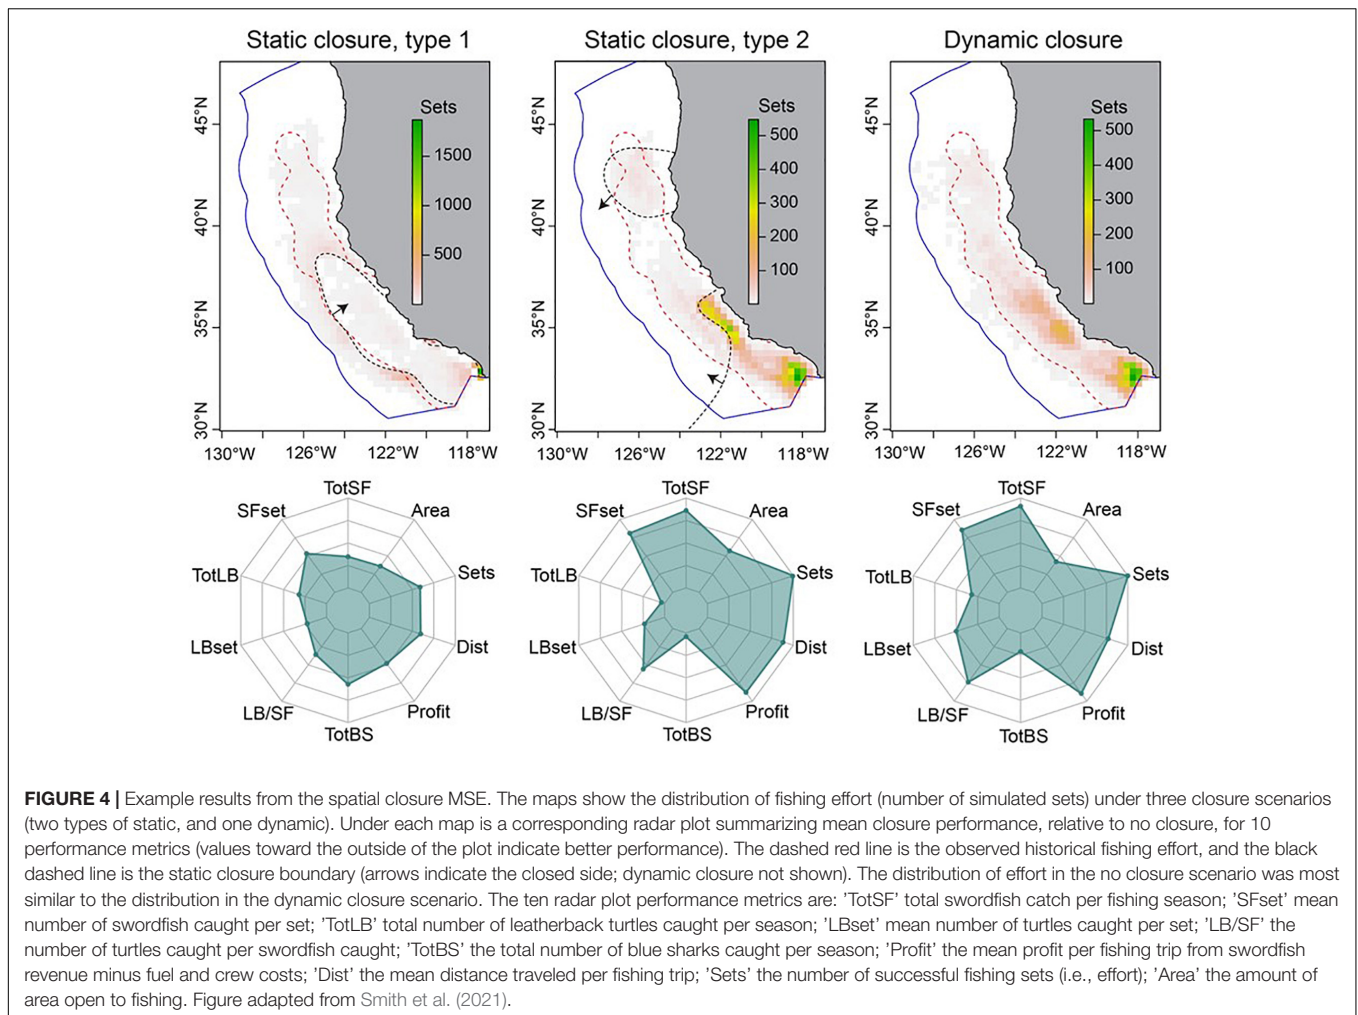 Static closure, type 1
Static closure, type 2
Dynamic closure
45°N
40°N
35°N
30°N
Sets
1500
1000
500
130°W
126°W
122°W
118°W
45°N
40°N
35°N
30°N
Sets
500
400
300
200
100
130°W
126°W
122°W
118°W
45°N
40°N
35°N
30°N
Sets
500
400
300
200
100
130°W
126°W
122°W
118°W
TotSF
SFset
Area
TotLB
Sets
LBset
Dist
LB/SF
Profit
TotBS
TotSF
SFset
Area
TotLB
Sets
LBset
Dist
LB/SF
Profit
TotBS
TotSF
SFset
Area
TotLB
Sets
LBset
Dist
LB/SF
Profit
TotBS
FIGURE 4 | Example results from the spatial closure MSE. The maps show the distribution of fishing effort (number of simulated sets) under three closure scenarios
(two types of static, and one dynamic). Under each map is a corresponding radar plot summarizing mean closure performance, relative to no closure, for 10
performance metrics (values toward the outside of the plot indicate better performance). The dashed red line is the observed historical fishing effort, and the black
dashed line is the static closure boundary (arrows indicate the closed side; dynamic closure not shown). The distribution of effort in the no closure scenario was most
similar to the distribution in the dynamic closure scenario. The ten radar plot performance metrics are: 'TotSF' total swordfish catch per fishing season; 'SFset' mean
number of swordfish caught per set; 'TotLB' total number of leatherback turtles caught per season; 'LBset' mean number of turtles caught per set; 'LB/SF' the
number of turtles caught per swordfish caught; 'TotBS' the total number of blue sharks caught per season; 'Profit' the mean profit per fishing trip from swordfish
revenue minus fuel and crew costs; 'Dist' the mean distance traveled per fishing trip; 'Sets' the number of successful fishing sets (i.e., effort); 'Area' the amount of
area open to fishing. Figure adapted from Smith et al. (2021).